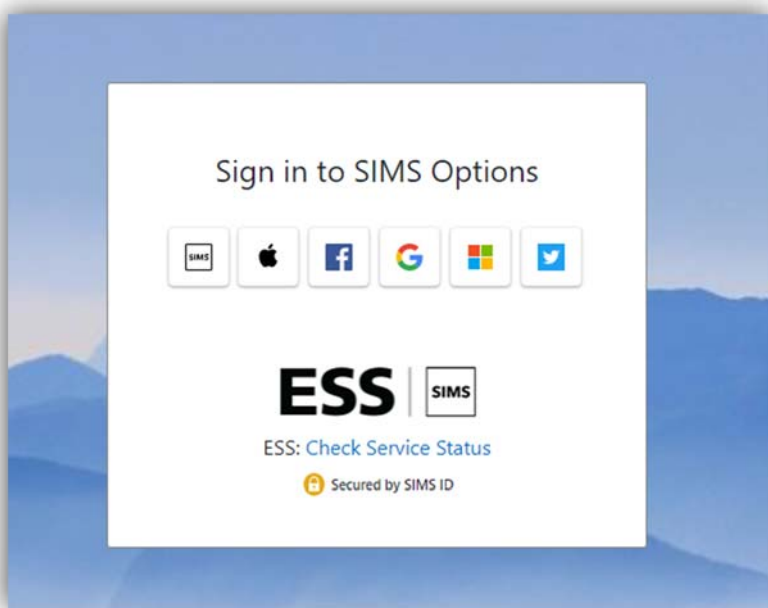 Sign in to SIMS Options
SIMS
ESS SIMS
ESS: Check Service Status
Secured by SIMS ID